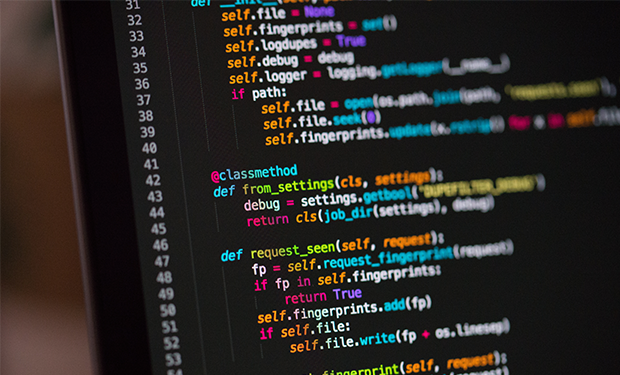 31 def __init__(self, path
32 self.file = None
33 self.fingerprints = set()
34 self.logdupes = True
35 self.debug = debug
36 self.logger = logging.getLogger(__name__)
37 if path:
38 self.file = open(os.path.join(path, 'requests.seen'),
39 self.file.seek(0)
40 self.fingerprints.update(x.rstrip() for x in self.file
41
42 @classmethod
43 def from_settings(cls, settings):
44 debug = settings.getbool('DUPEFILTER_DEBUG')
45 return cls(job_dir(settings), debug)
46
47 def request_seen(self, request):
48 fp = self.request_fingerprint(request)
49 if fp in self.fingerprints:
50 return True
51 self.fingerprints.add(fp)
52 if self.file:
53 self.file.write(fp + os.linesep)
54
fingerprint(self, request):